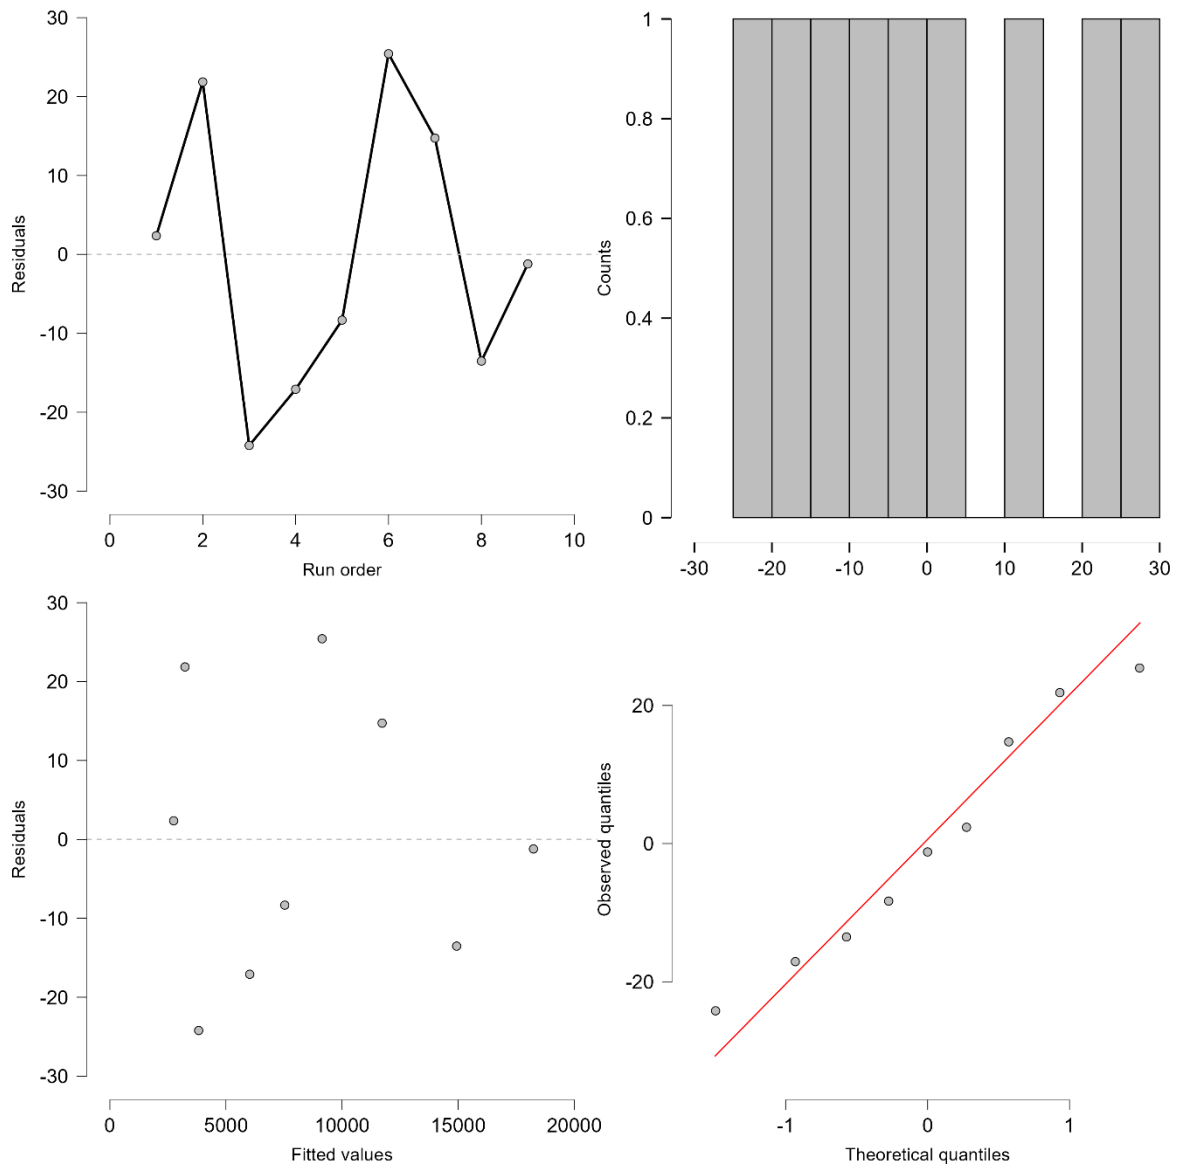 30
20
10
0
-10
-20
-30
Residuals
0 2 4 6 8 10
Run order
1
0.8
0.6
0.4
0.2
0
Counts
-30 -20 -10 0 10 20 30
30
20
10
0
-10
-20
-30
Residuals
0 5000 10000 15000 20000
Fitted values
20
0
-20
Observed quantiles
-1 0 1
Theoretical quantiles